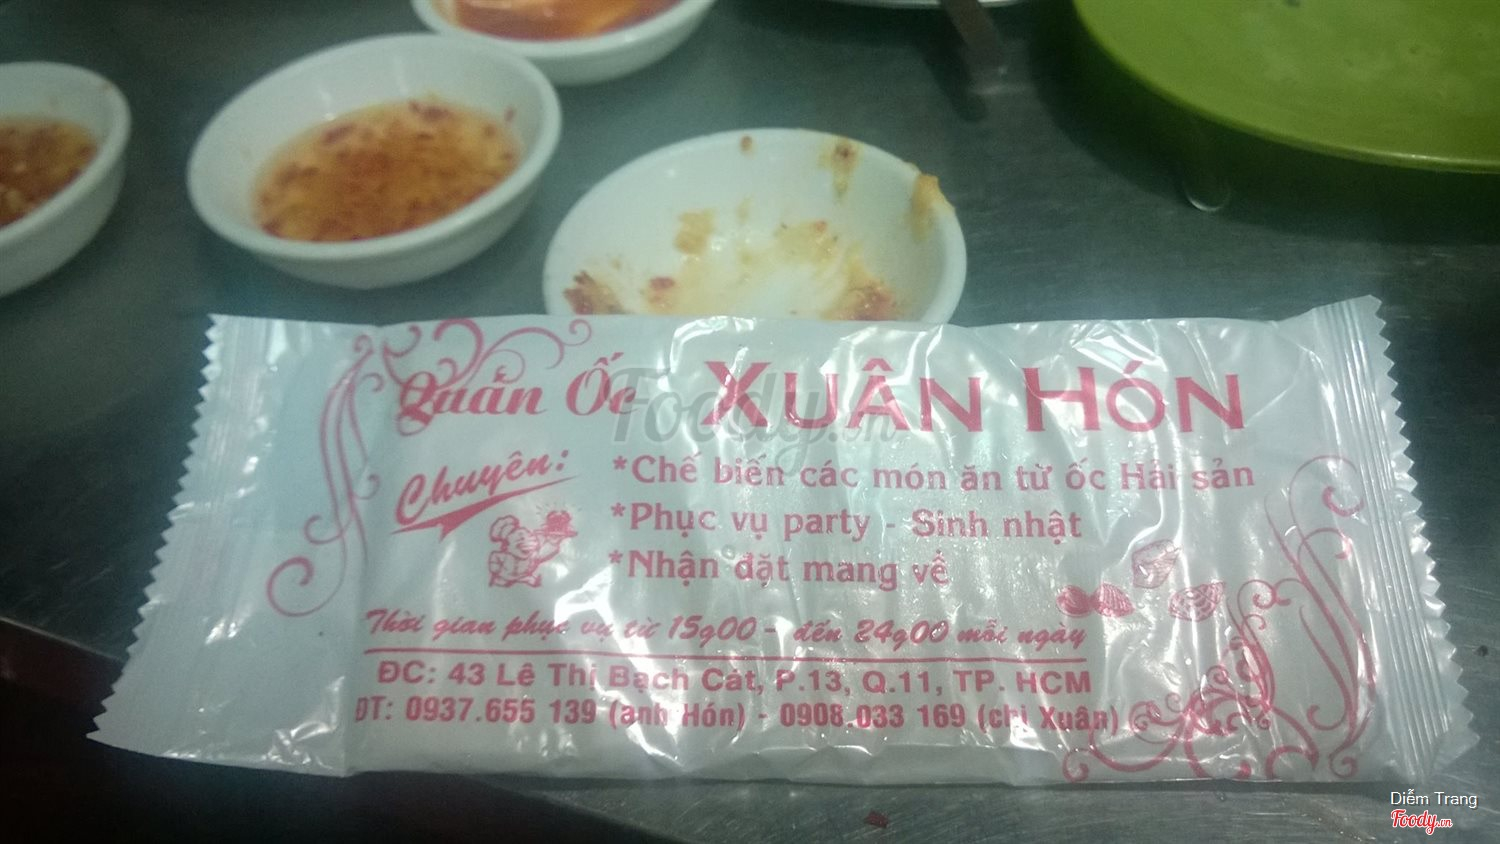 Quán Ốc XUÂN HÓN
Chuyên:
*Chế biến các món ăn từ ốc Hải sản
*Phục vụ party - Sinh nhật
*Nhận đặt mang về
Thời gian phục vụ từ 15g00 - đến 24g00 mỗi ngày
ĐC: 43 Lê Thị Bạch Cát, P.13, Q.11, TP. HCM
ĐT: 0937.655 139 (anh Hón) - 0908.033 169 (chị Xuân)
Foody.vn
Diễm Trang
Foody.vn